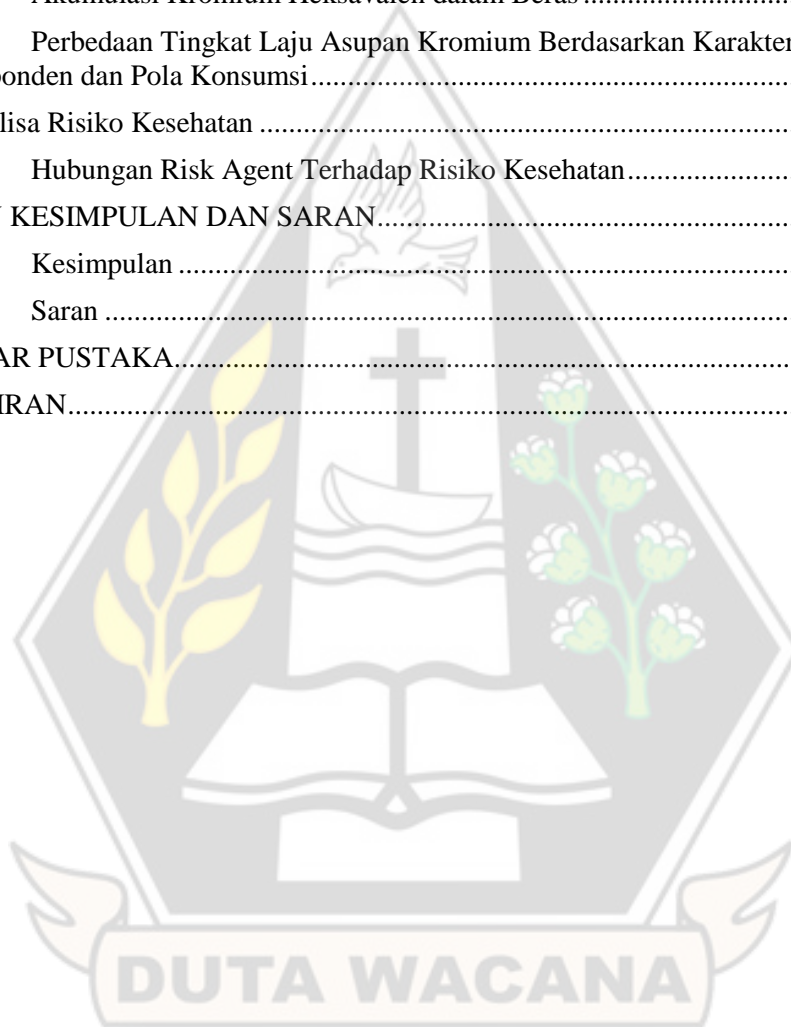 Akumulasi Kromium Heksavalen dalam Beras ........................
Perbedaan Tingkat Laju Asupan Kromium Berdasarkan Karakter
onden dan Pola Konsumsi ........................
lisa Risiko Kesehatan ........................
Hubungan Risk Agent Terhadap Risiko Kesehatan ........................
KESIMPULAN DAN SARAN ........................
Kesimpulan ........................
Saran ........................
AR PUSTAKA ........................
IRAN ........................
DUTA WACANA